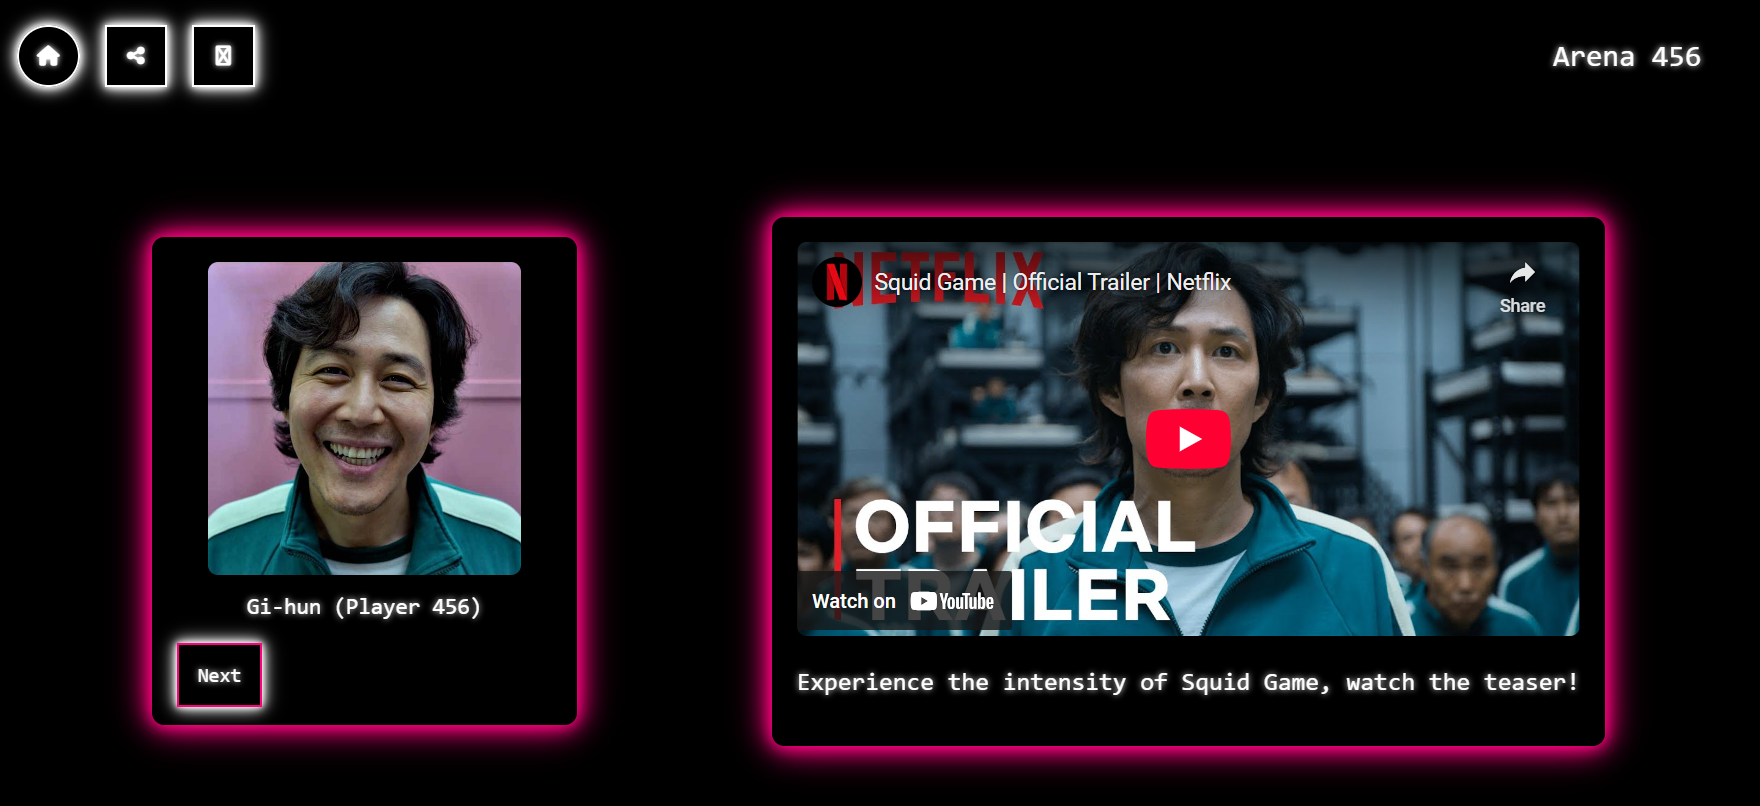 Arena 456
Gi-hun (Player 456)
Next
NETFLIX
N Squid Game | Official Trailer | Netflix
Share
OFFICIAL
TRAILER
Watch on YouTube
Experience the intensity of Squid Game, watch the teaser!